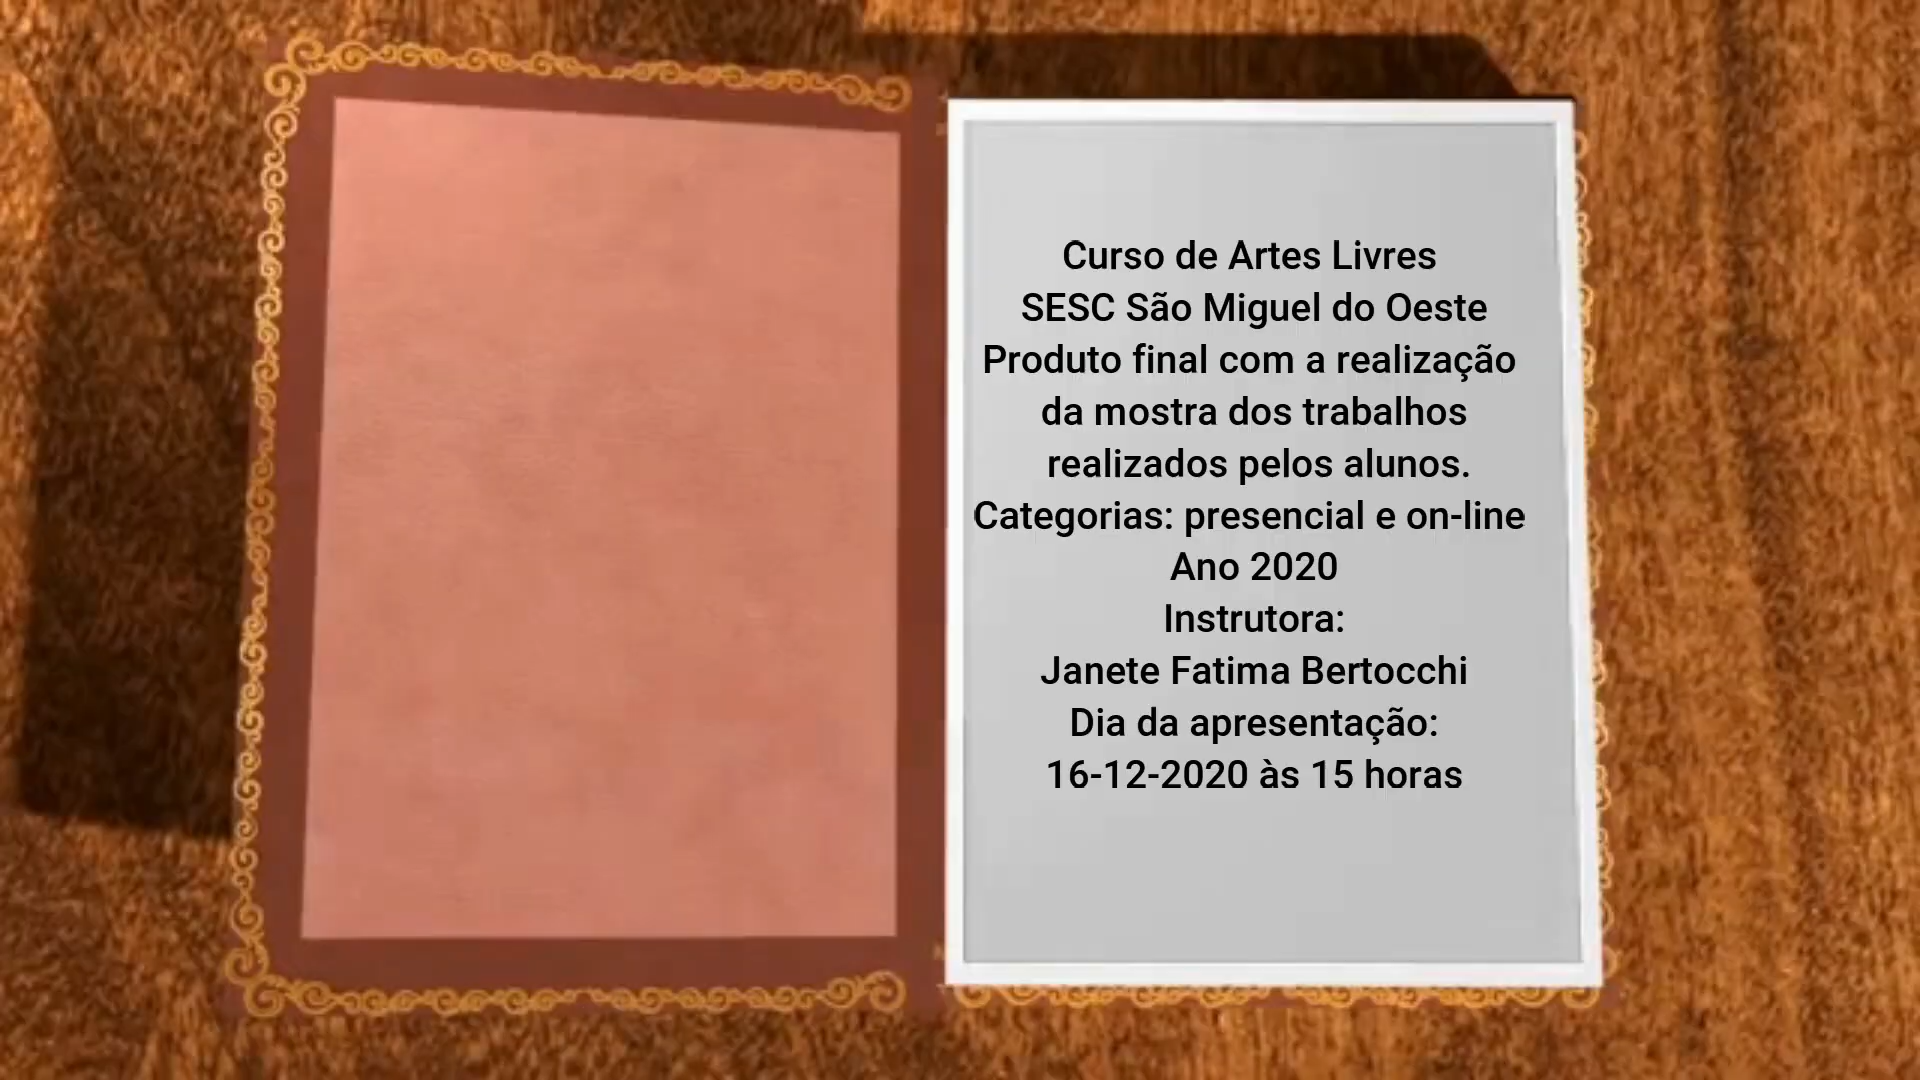 Curso de Artes Livres
SESC São Miguel do Oeste
Produto final com a realização
da mostra dos trabalhos
realizados pelos alunos.
Categorias: presencial e on-line
Ano 2020
Instrutora:
Janete Fatima Bertocchi
Dia da apresentação:
16-12-2020 às 15 horas